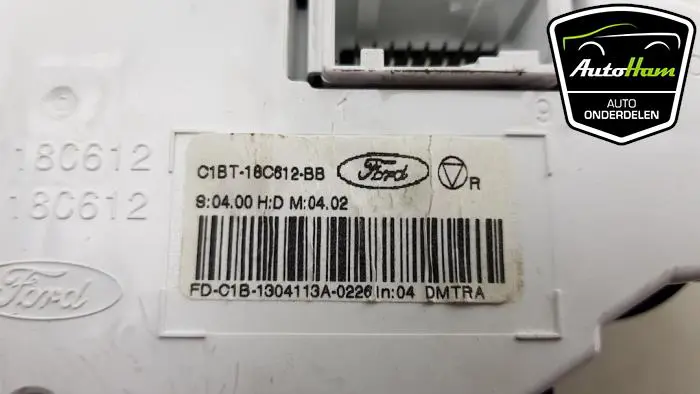 AutoHam
AUTO
ONDERDELEN
9
18C612
18C612
Ford
C1BT-18C612-BB
Ford
R
S:04.00 H:D M:04.02
FD-C1B-1304113A-0226 In:04 DMTRA